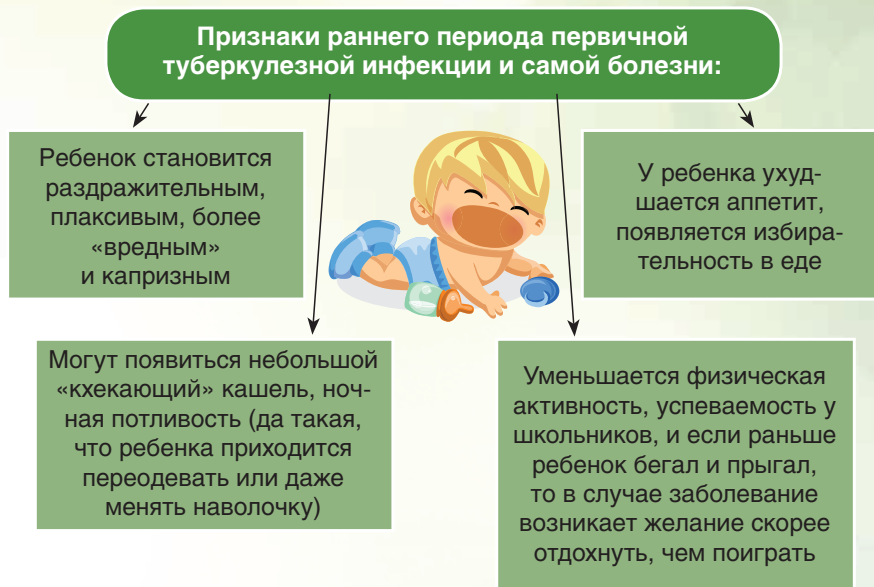 Признаки раннего периода первичной
туберкулезной инфекции и самой болезни:
Ребенок становится
раздражительным,
плаксивым, более
«вредным»
и капризным
У ребенка ухуд-
шается аппетит,
появляется избира-
тельность в еде
Могут появиться небольшой
«кхекающий» кашель, ноч-
ная потливость (да такая,
что ребенка приходится
переодевать или даже
менять наволочку)
Уменьшается физическая
активность, успеваемость у
школьников, и если раньше
ребенок бегал и прыгал,
то в случае заболевание
возникает желание скорее
отдохнуть, чем поиграть